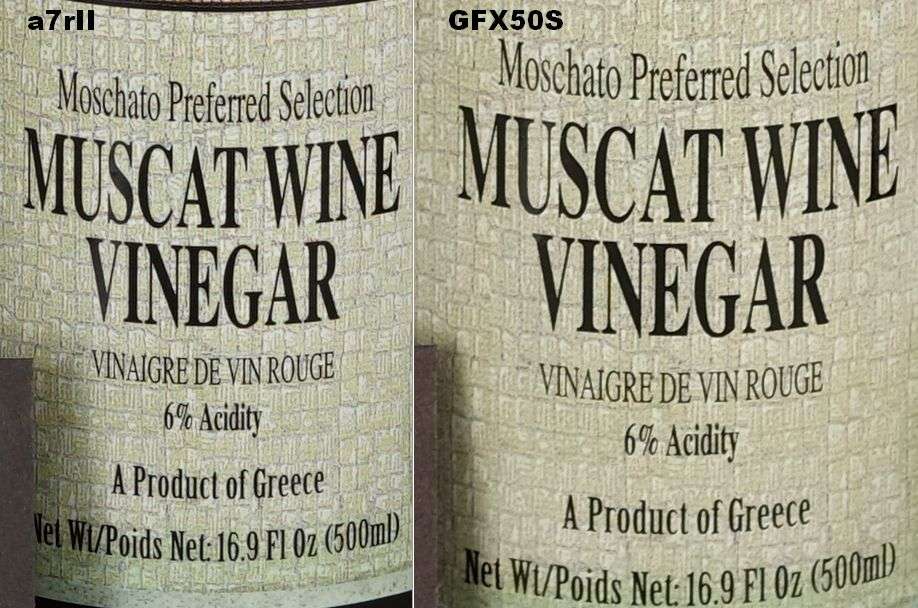 a7rII
Moschato Preferred Selection
MUSCAT WINE
VINEGAR
VINAIGRE DE VIN ROUGE
6% Acidity
A Product of Greece
Net Wt/Poids Net: 16.9 Fl Oz (500ml)
GFX50S
Moschato Preferred Selection
MUSCAT WINE
VINEGAR
VINAIGRE DE VIN ROUGE
6% Acidity
A Product of Greece
Net Wt/Poids Net: 16.9 Fl Oz (500ml)